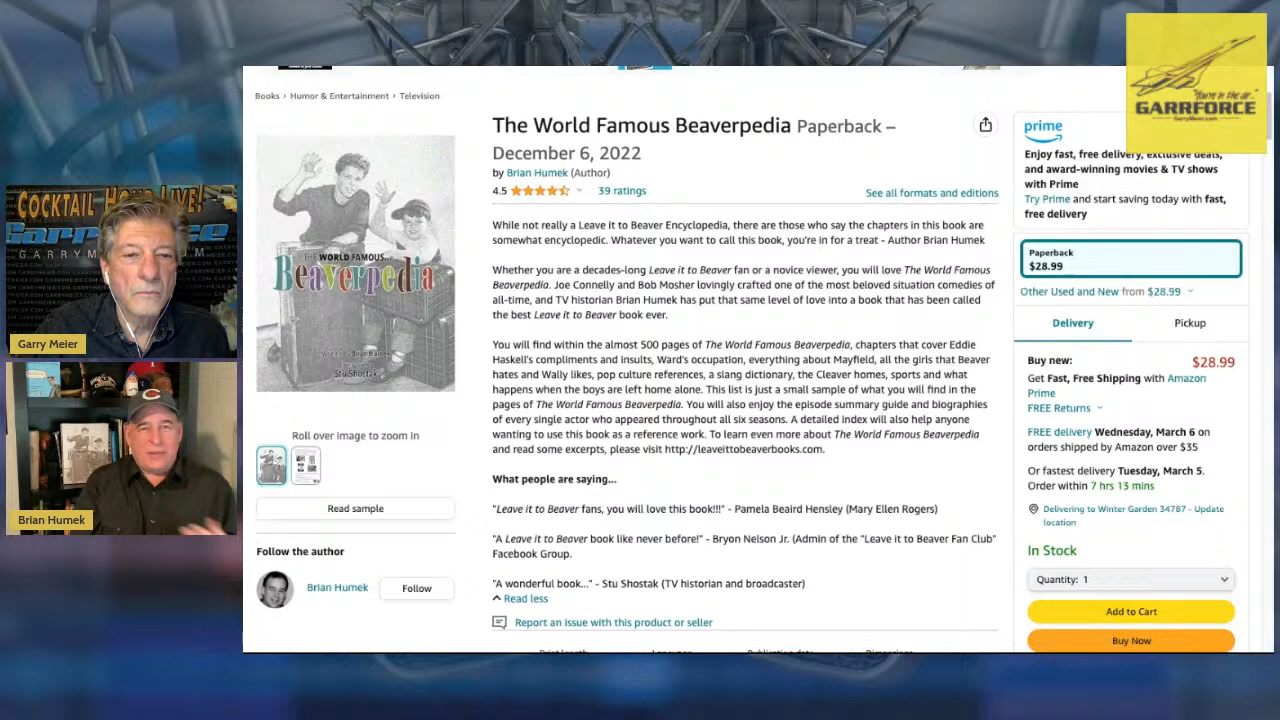 Books › Humor & Entertainment › Television
The World Famous Beaverpedia Paperback –
December 6, 2022
by Brian Humek (Author)
4.5
39 ratings
See all formats and editions
While not really a Leave it to Beaver Encyclopedia, there are those who say the chapters in this book are
somewhat encyclopedic. Whatever you want to call this book, you're in for a treat - Author Brian Humek
Whether you are a decades-long Leave it to Beaver fan or a novice viewer, you will love The World Famous
Beaverpedia. Joe Connelly and Bob Mosher lovingly crafted one of the most beloved situation comedies of
all-time, and TV historian Brian Humek has put that same level of love into a book that has been called
the best Leave it to Beaver book ever.
You will find within the almost 500 pages of The World Famous Beaverpedia, chapters that cover Eddie
Haskell's compliments and insults, Ward's occupation, everything about Mayfield, all the girls that Beaver
hates and Wally likes, pop culture references, a slang dictionary, the Cleaver homes, sports and what
happens when the boys are left home alone. This list is just a small sample of what you will find in the
pages of The World Famous Beaverpedia. You will also enjoy the episode summary guide and biographies
of every single actor who appeared throughout all six seasons. A detailed index will also help anyone
wanting to use this book as a reference work. To learn even more about The World Famous Beaverpedia
and read some excerpts, please visit http://leaveittobeaverbooks.com.
What people are saying...
"Leave it to Beaver fans, you will love this book!!!" - Pamela Beaird Hensley (Mary Ellen Rogers)
"A Leave it to Beaver book like never before!" - Bryon Nelson Jr. (Admin of the "Leave it to Beaver Fan Club"
Facebook Group.
"A wonderful book..." - Stu Shostak (TV historian and broadcaster)
Read less
Report an issue with this product or seller
THE WORLD FAMOUS...
Beaverpedia
Stu Shostak
Roll over image to zoom in
Read sample
Follow the author
Brian Humek
Follow
"You're in the air..."
GARRFORCE
GarryMeier.com
prime
Enjoy fast, free delivery, exclusive deals,
and award-winning movies & TV shows
with Prime
Try Prime and start saving today with fast,
free delivery
Paperback
$28.99
Other Used and New from $28.99
Delivery
Pickup
Buy new:
$28.99
Get Fast, Free Shipping with Amazon
Prime
FREE Returns
FREE delivery Wednesday, March 6 on
orders shipped by Amazon over $35
Or fastest delivery Tuesday, March 5.
Order within 7 hrs 13 mins
Delivering to Winter Garden 34787 - Update
location
In Stock
Quantity: 1
Add to Cart
Buy Now
COCKTAIL HOUR LIVE!
Garry Meier
Brian Humek